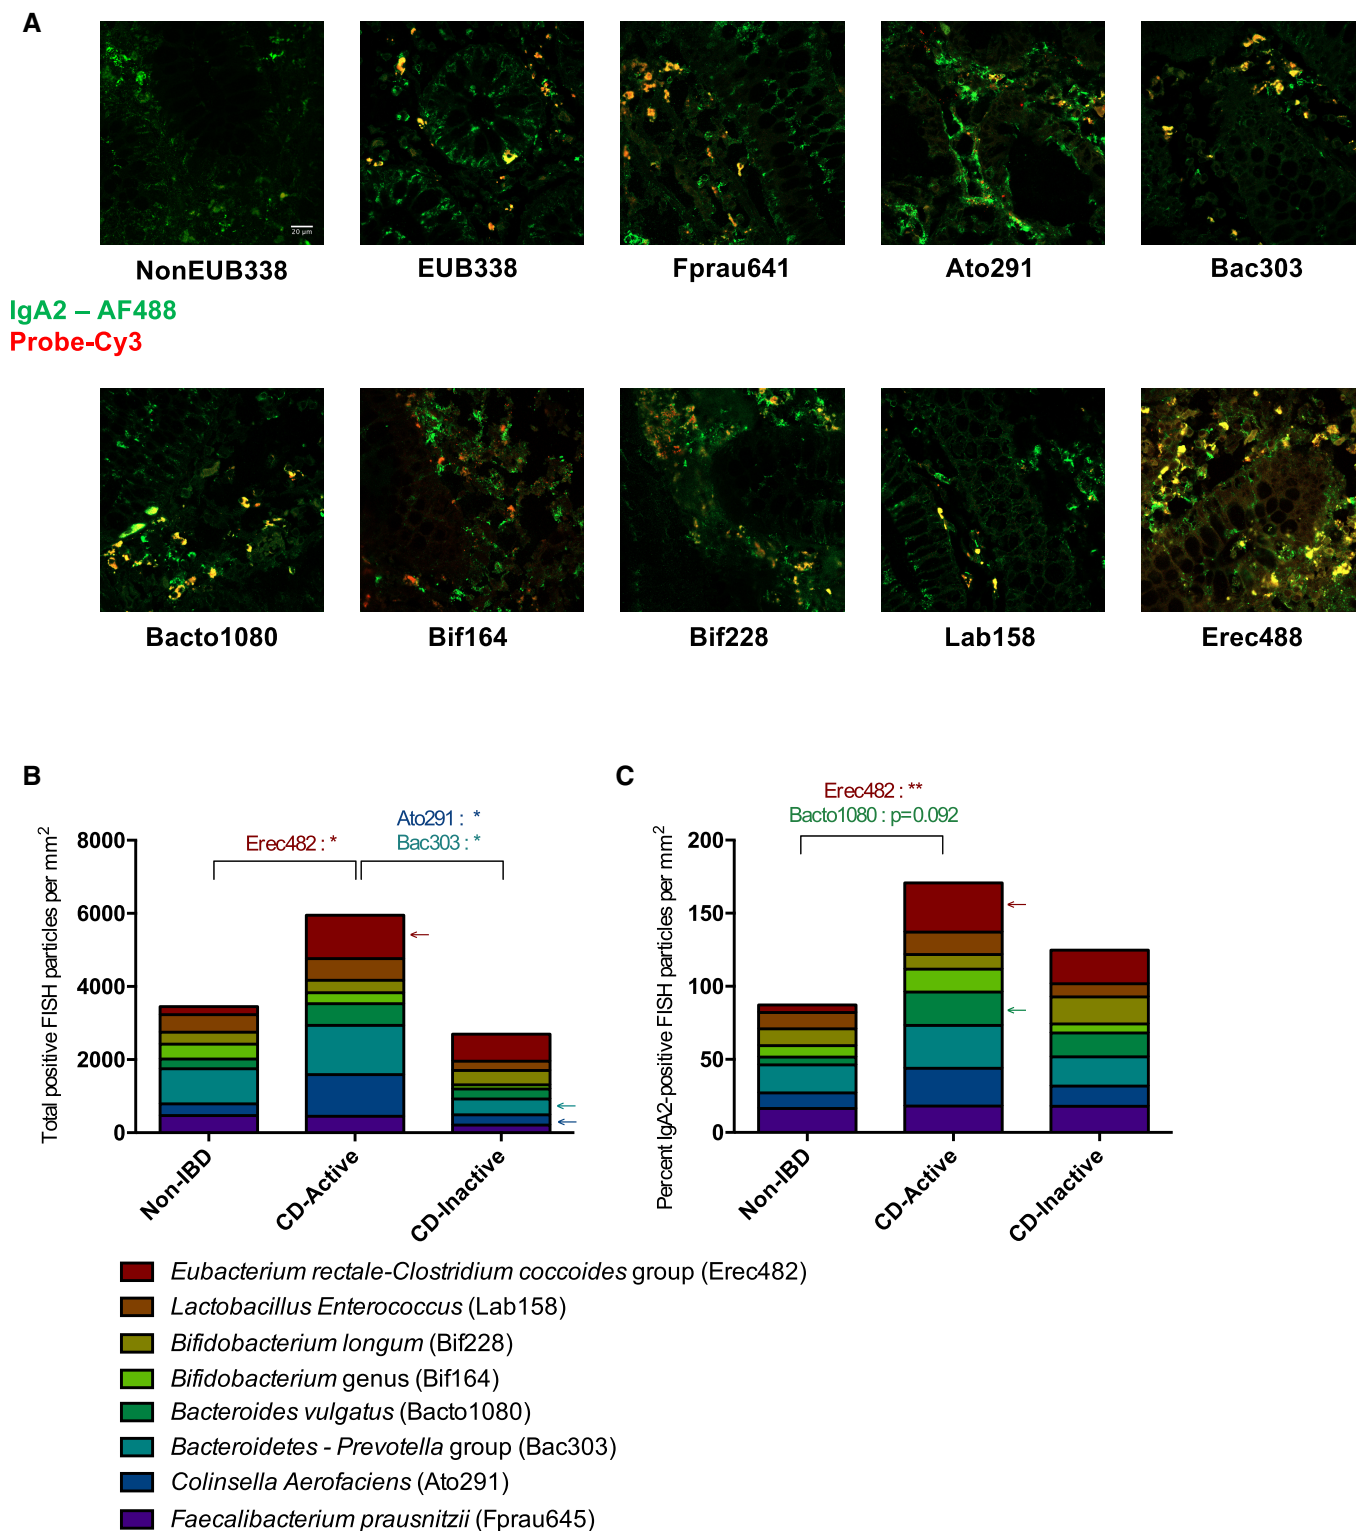 A
20 µm
NonEUB338
EUB338
Fprau641
Ato291
Bac303
IgA2 – AF488
Probe-Cy3
Bacto1080
Bif164
Bif228
Lab158
Erec488
B
Total positive FISH particles per mm²
8000
6000
4000
2000
0
Erec482 : *
Ato291 : *
Bac303 : *
Non-IBD
CD-Active
CD-Inactive
C
Percent IgA2-positive FISH particles per mm²
200
150
100
50
0
Erec482 : **
Bacto1080 : p=0.092
Non-IBD
CD-Active
CD-Inactive
Eubacterium rectale-Clostridium coccoides group (Erec482)
Lactobacillus Enterococcus (Lab158)
Bifidobacterium longum (Bif228)
Bifidobacterium genus (Bif164)
Bacteroides vulgatus (Bacto1080)
Bacteroidetes - Prevotella group (Bac303)
Colinsella Aerofaciens (Ato291)
Faecalibacterium prausnitzii (Fprau645)